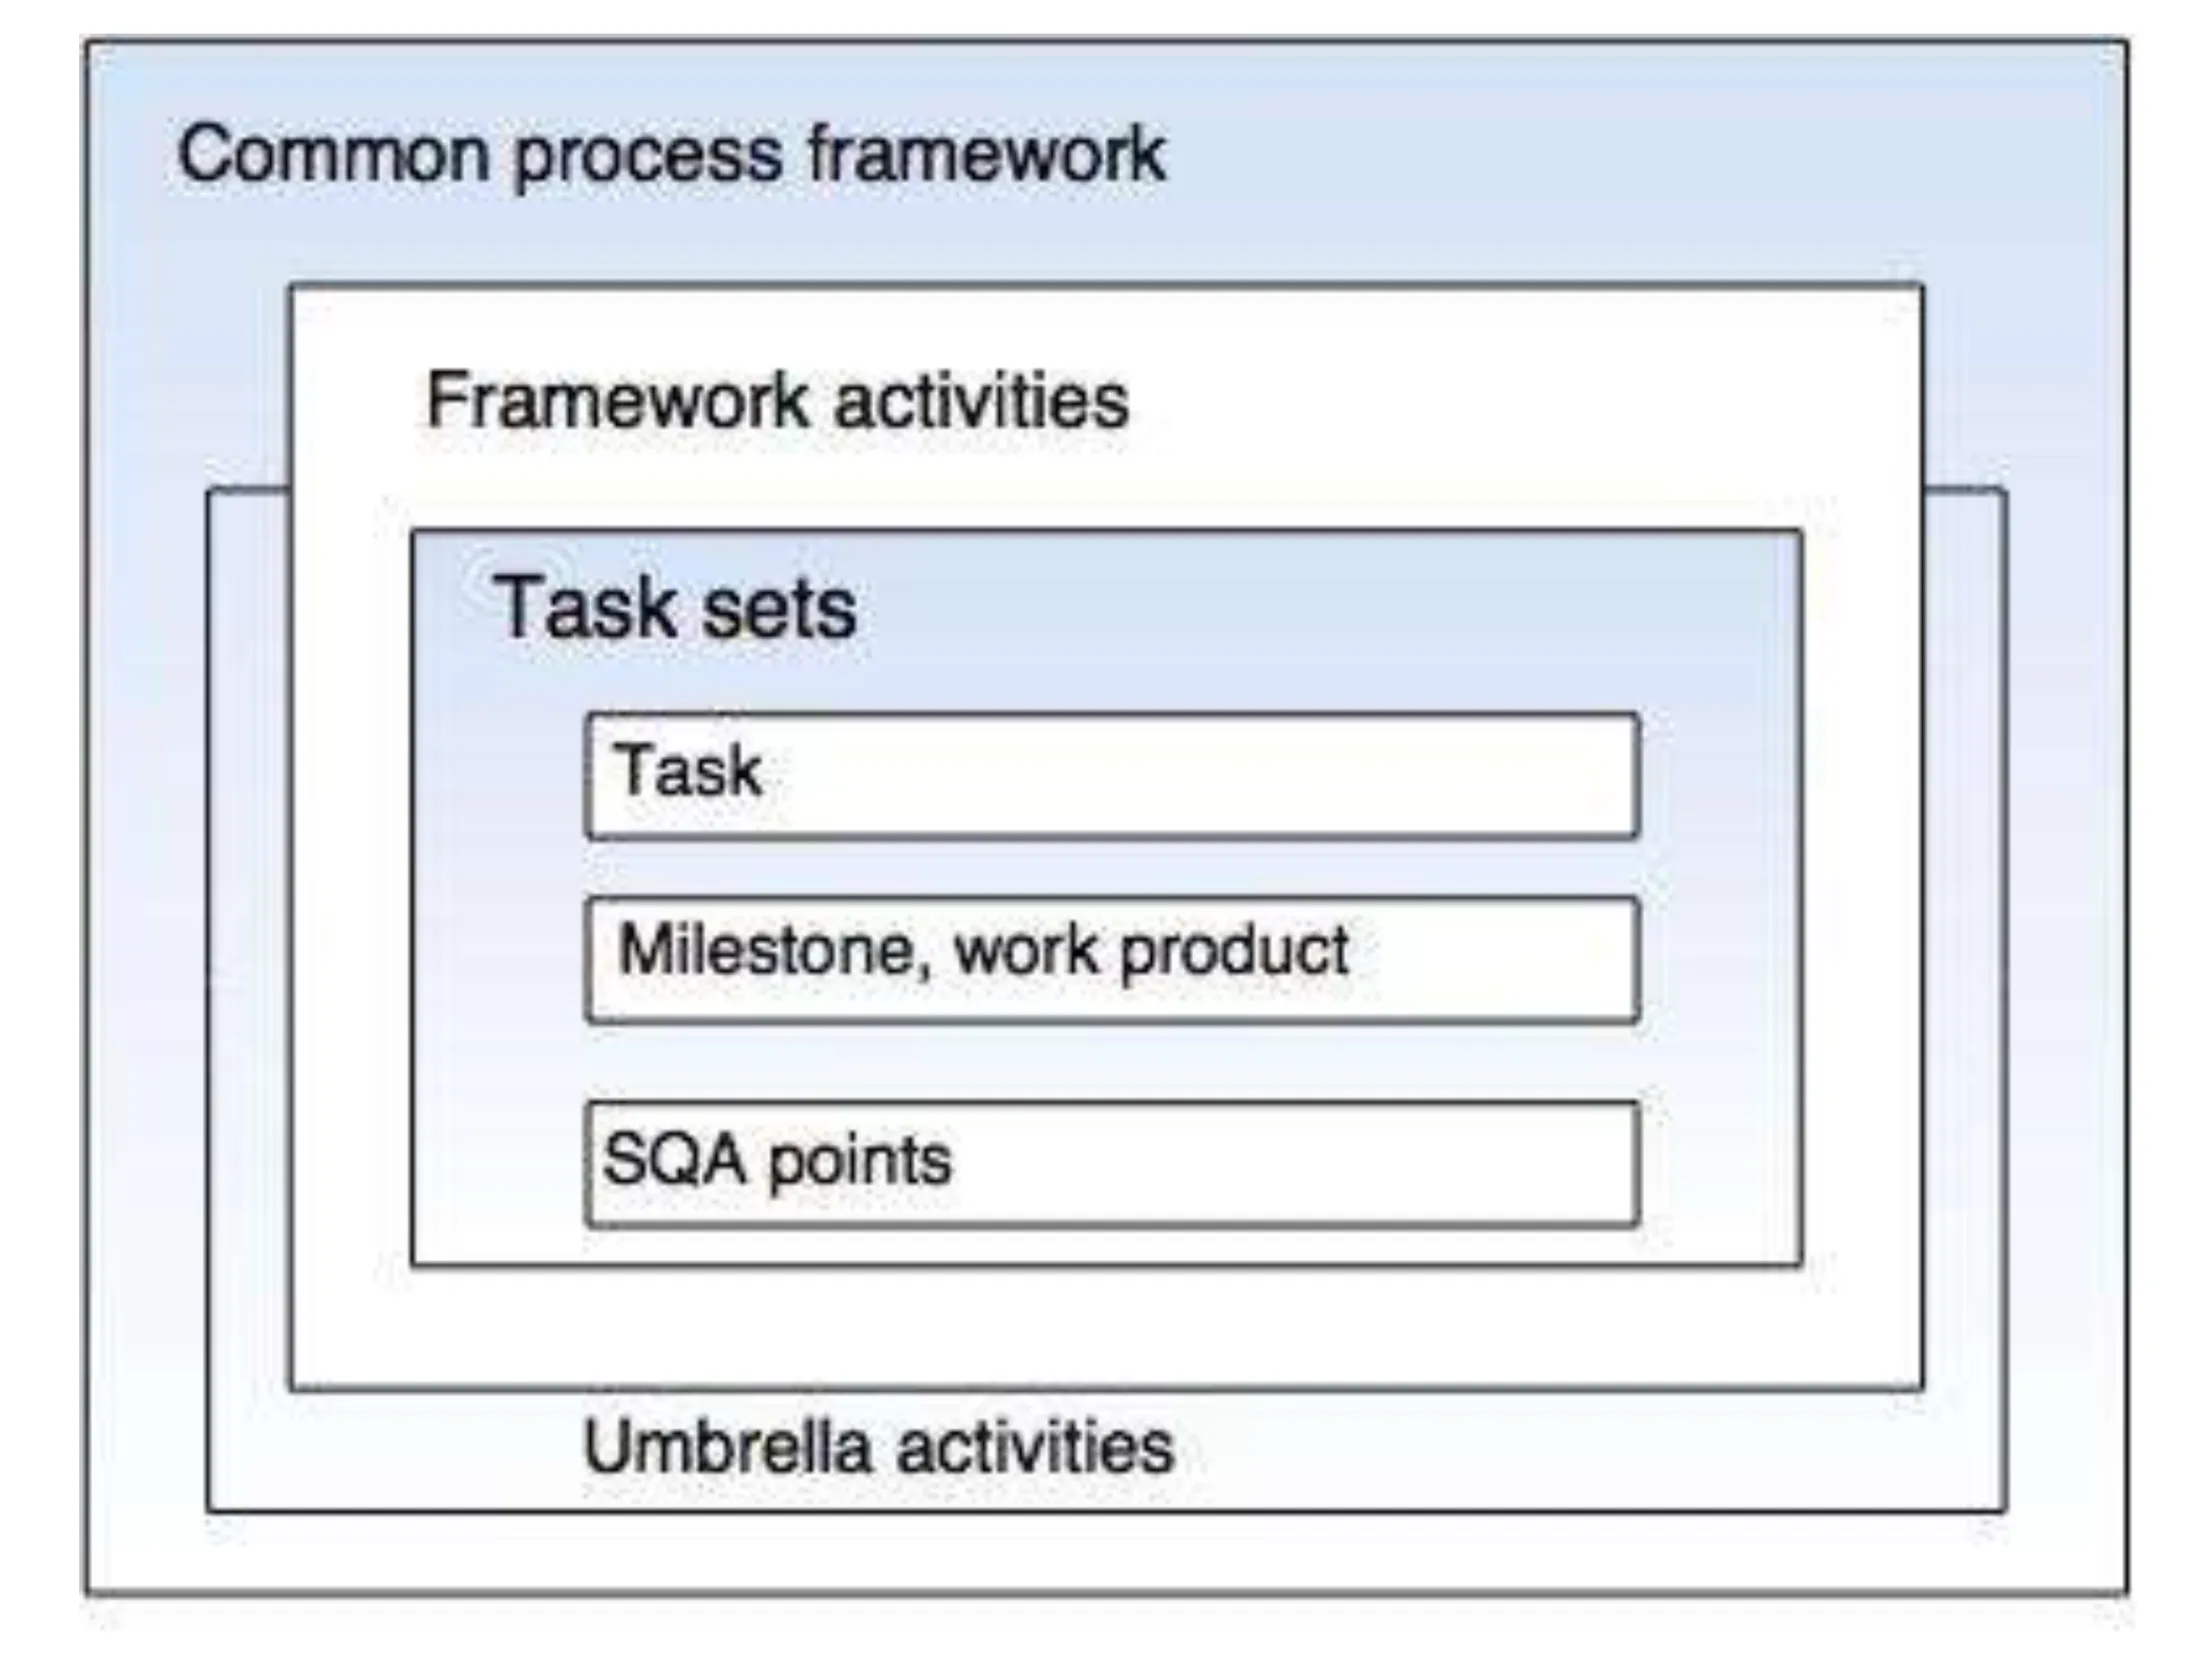 Common process framework
Framework activities
Task sets
Task
Milestone, work product
SQA points
Umbrella activities